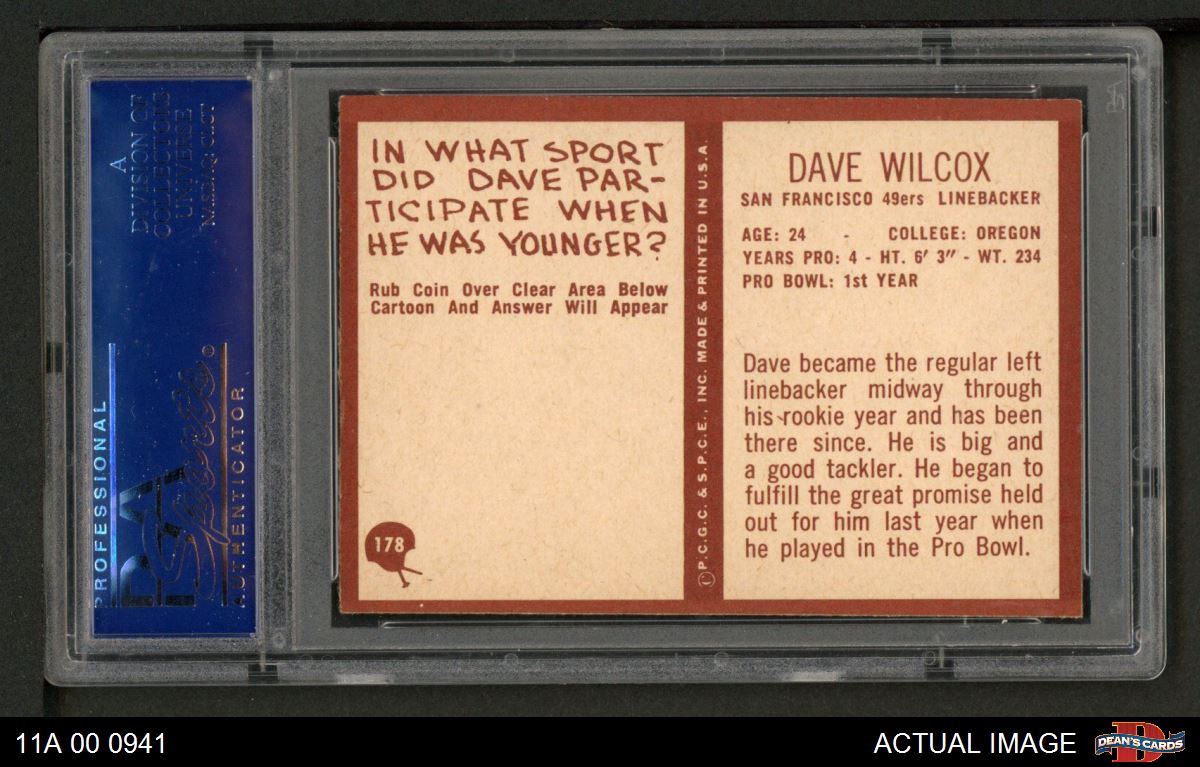 A
DIVISION OF
COLLECTORS
UNIVERSE
NASDAQ: CLCT
PROFESSIONAL
PSA
Sports
AUTHENTICATOR
IN WHAT SPORT
DID DAVE PAR-
TICIPATE WHEN
HE WAS YOUNGER?
Rub Coin Over Clear Area Below
Cartoon And Answer Will Appear
178
© P.C.G.C. & S.P.C.E., INC. MADE & PRINTED IN U.S.A.
DAVE WILCOX
SAN FRANCISCO 49ers LINEBACKER
AGE: 24 - COLLEGE: OREGON
YEARS PRO: 4 - HT. 6' 3" - WT. 234
PRO BOWL: 1st YEAR
Dave became the regular left
linebacker midway through
his rookie year and has been
there since. He is big and
a good tackler. He began to
fulfill the great promise held
out for him last year when
he played in the Pro Bowl.
11A 00 0941
ACTUAL IMAGE
D
DEAN'S CARDS